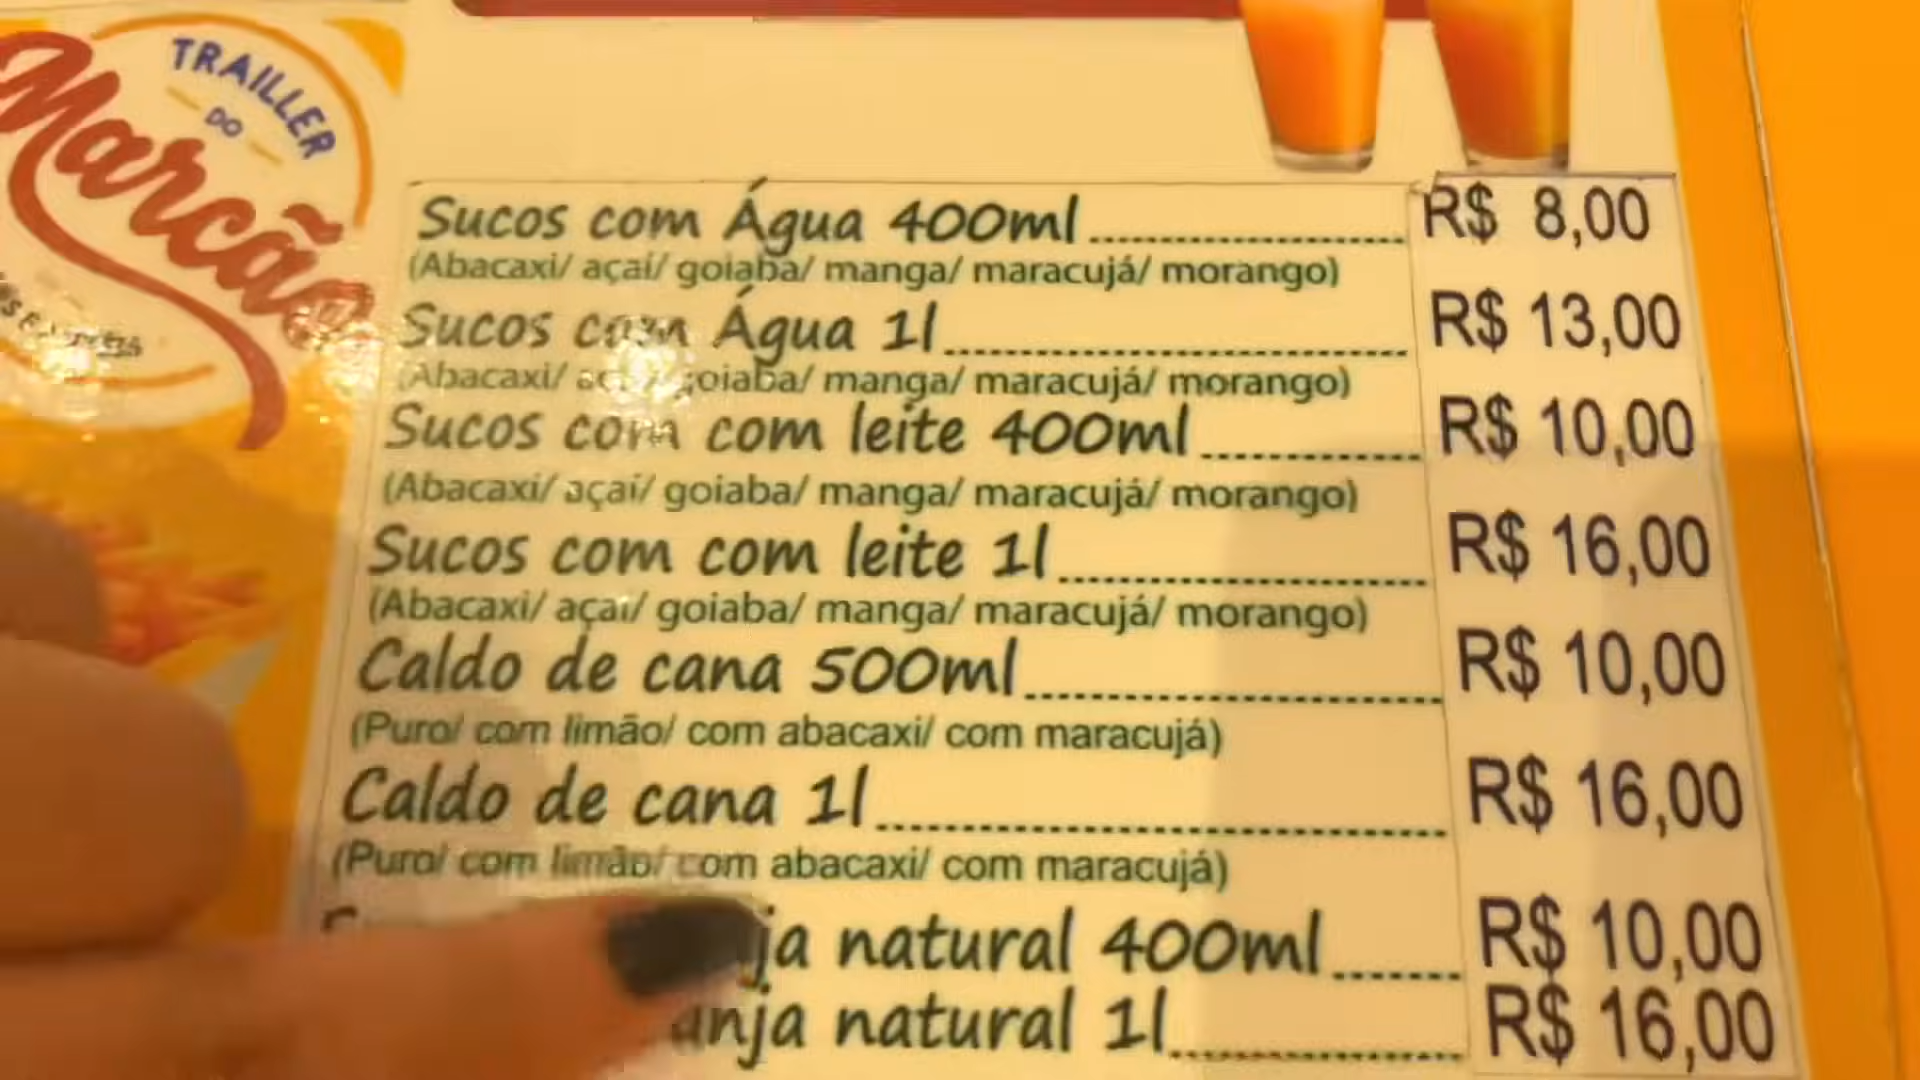 TRAILLER
DO
Marcão
Sucos com Água 400ml R$ 8,00
(Abacaxi/ açaí/ goiaba/ manga/ maracujá/ morango)
Sucos com Água 1l R$ 13,00
(Abacaxi/ goiaba/ manga/ maracujá/ morango)
Sucos com com leite 400ml R$ 10,00
(Abacaxi/ açaí/ goiaba/ manga/ maracujá/ morango)
Sucos com com leite 1l R$ 16,00
(Abacaxi/ açaí/ goiaba/ manga/ maracujá/ morango)
Caldo de cana 500ml R$ 10,00
(Puro/ com limão/ com abacaxi/ com maracujá)
Caldo de cana 1l R$ 16,00
(Puro/ com limão/ com abacaxi/ com maracujá)
natural 400ml R$ 10,00
natural 1l R$ 16,00